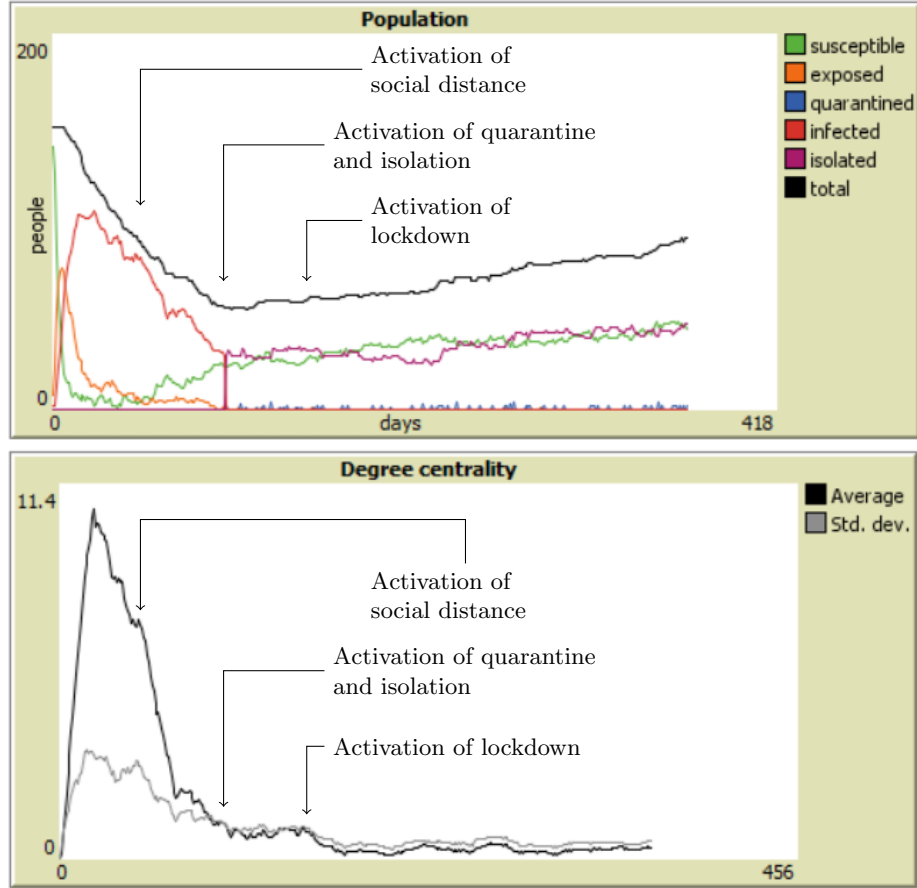 Population
200
people
0
0
days
418
Activation of
social distance
Activation of quarantine
and isolation
Activation of
lockdown
susceptible
exposed
quarantined
infected
isolated
total
Degree centrality
11.4
0
0
456
Activation of
social distance
Activation of quarantine
and isolation
Activation of lockdown
Average
Std. dev.